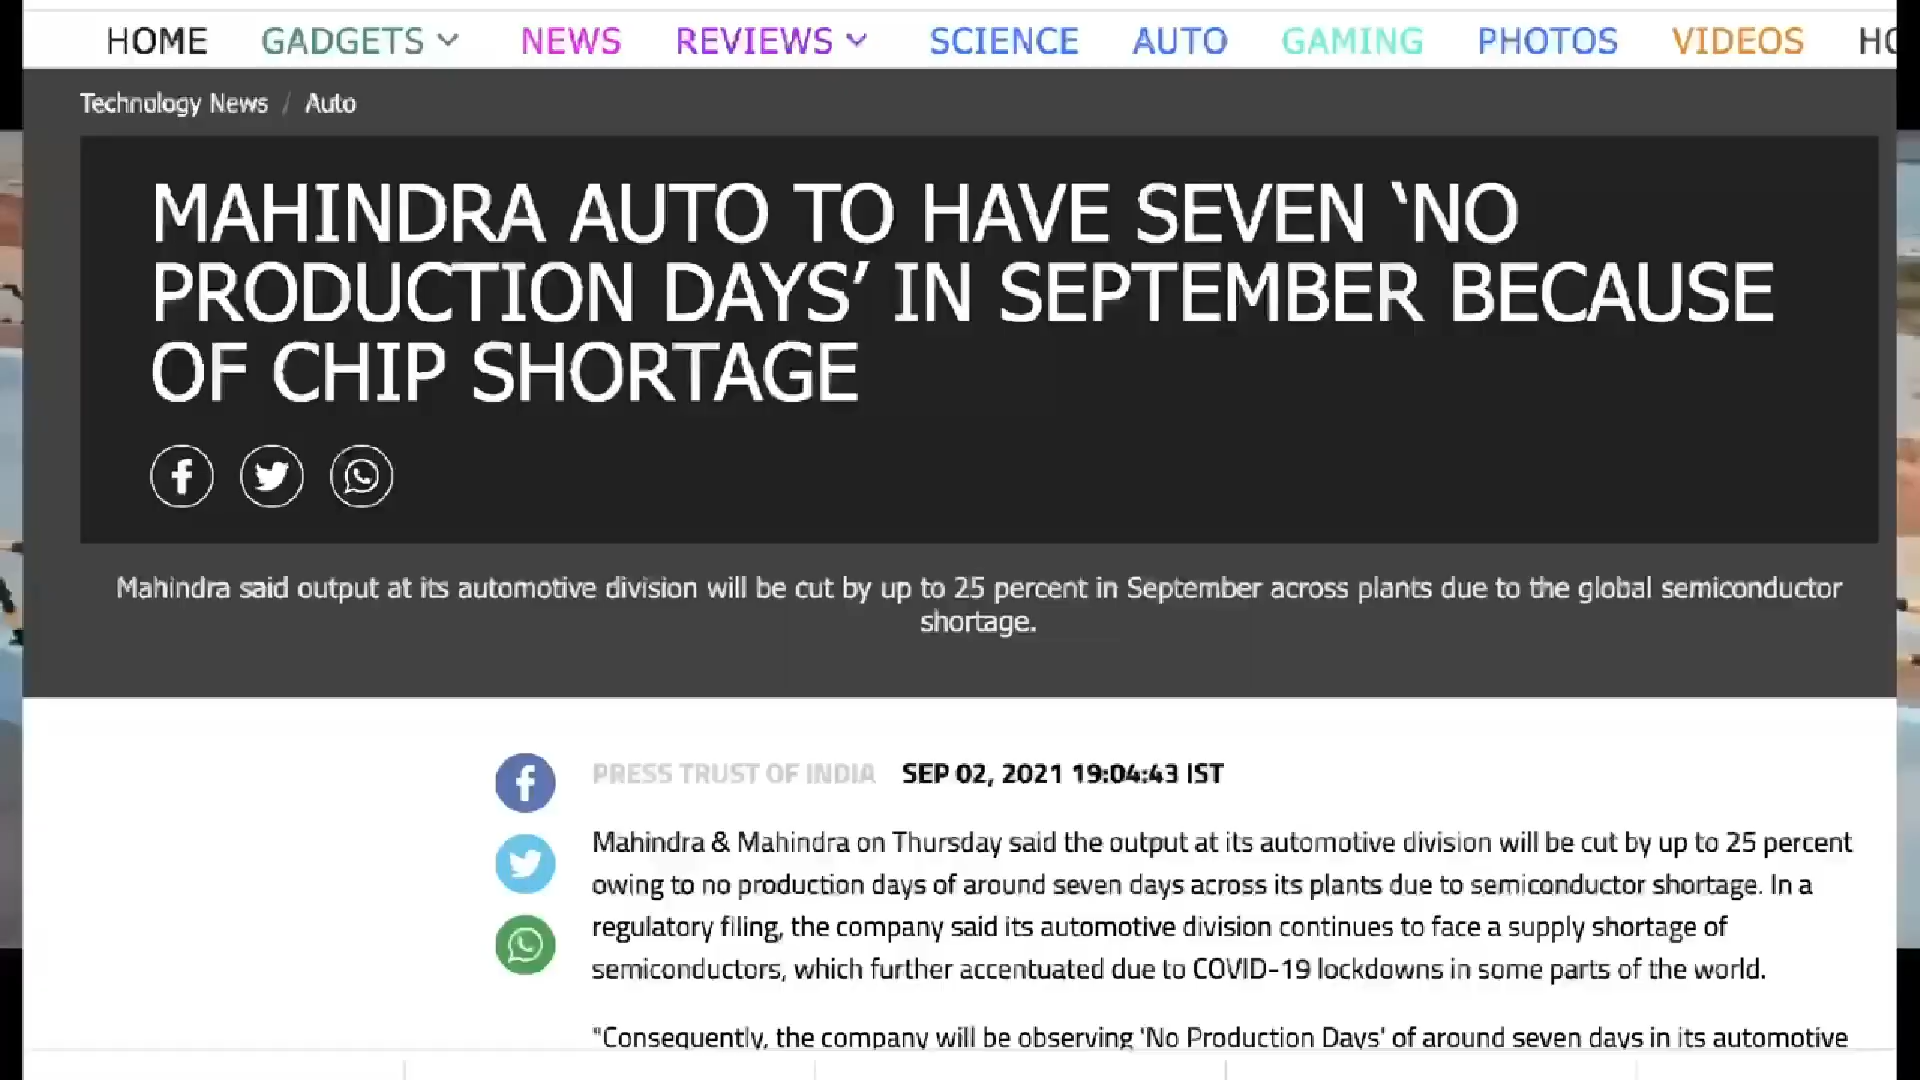 HOME GADGETS NEWS REVIEWS SCIENCE AUTO GAMING PHOTOS VIDEOS
Technology News / Auto
MAHINDRA AUTO TO HAVE SEVEN ‘NO
PRODUCTION DAYS’ IN SEPTEMBER BECAUSE
OF CHIP SHORTAGE
Mahindra said output at its automotive division will be cut by up to 25 percent in September across plants due to the global semiconductor
shortage.
PRESS TRUST OF INDIA SEP 02, 2021 19:04:43 IST
Mahindra & Mahindra on Thursday said the output at its automotive division will be cut by up to 25 percent
owing to no production days of around seven days across its plants due to semiconductor shortage. In a
regulatory filing, the company said its automotive division continues to face a supply shortage of
semiconductors, which further accentuated due to COVID-19 lockdowns in some parts of the world.
"Consequently, the company will be observing 'No Production Days' of around seven days in its automotive